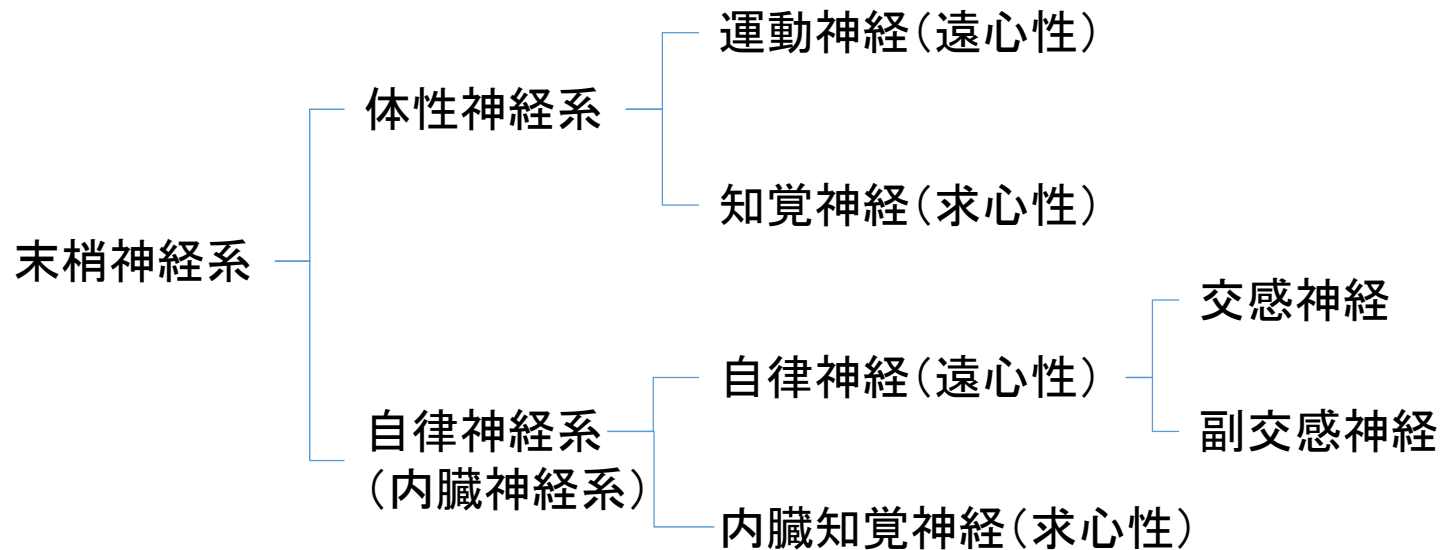 運動神経(遠心性)
体性神経系
知覚神経(求心性)
末梢神経系
交感神経
自律神経(遠心性)
自律神経系
(内臓神経系)
副交感神経
内臓知覚神経(求心性)